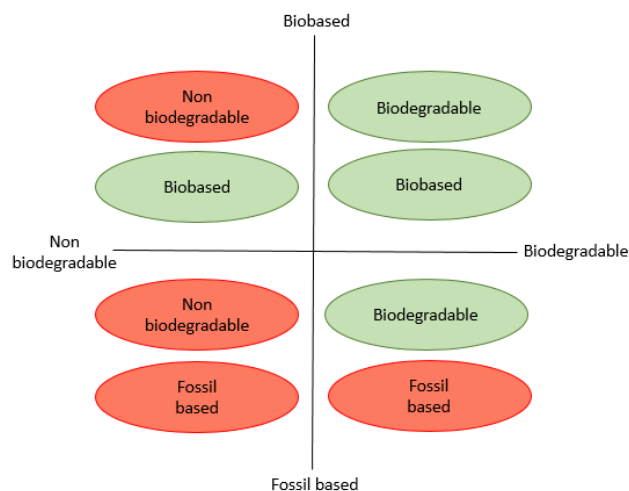 Biobased
Non
biodegradable
Biodegradable
Biobased
Biobased
Non
biodegradable
Biodegradable
Non
biodegradable
Biodegradable
Fossil
based
Fossil
based
Fossil based